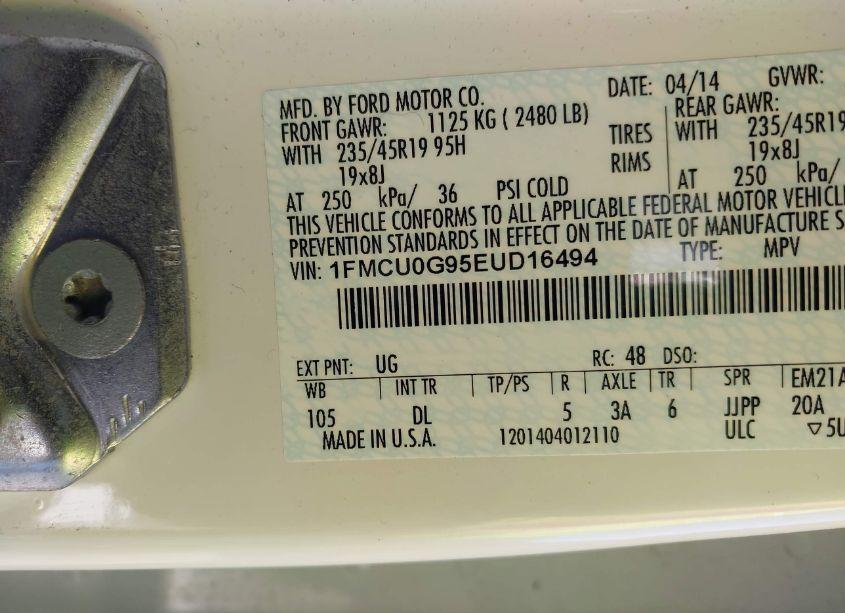 MFD. BY FORD MOTOR CO. DATE: 04/14 GVWR:
FRONT GAWR: 1125 KG ( 2480 LB) REAR GAWR:
WITH 235/45R19 95H TIRES WITH 235/45R19
19x8J RIMS 19x8J
AT 250 kPa/ 36 PSI COLD AT 250 kPa/
THIS VEHICLE CONFORMS TO ALL APPLICABLE FEDERAL MOTOR VEHICLE
PREVENTION STANDARDS IN EFFECT ON THE DATE OF MANUFACTURE S
VIN: 1FMCU0G95EUD16494 TYPE: MPV
EXT PNT: UG RC: 48 DSO:
WB INT TR TP/PS R AXLE TR SPR EM21A
105 DL 5 3A 6 JJPP 20A
MADE IN U.S.A. 1201404012110 ULC ▽5U